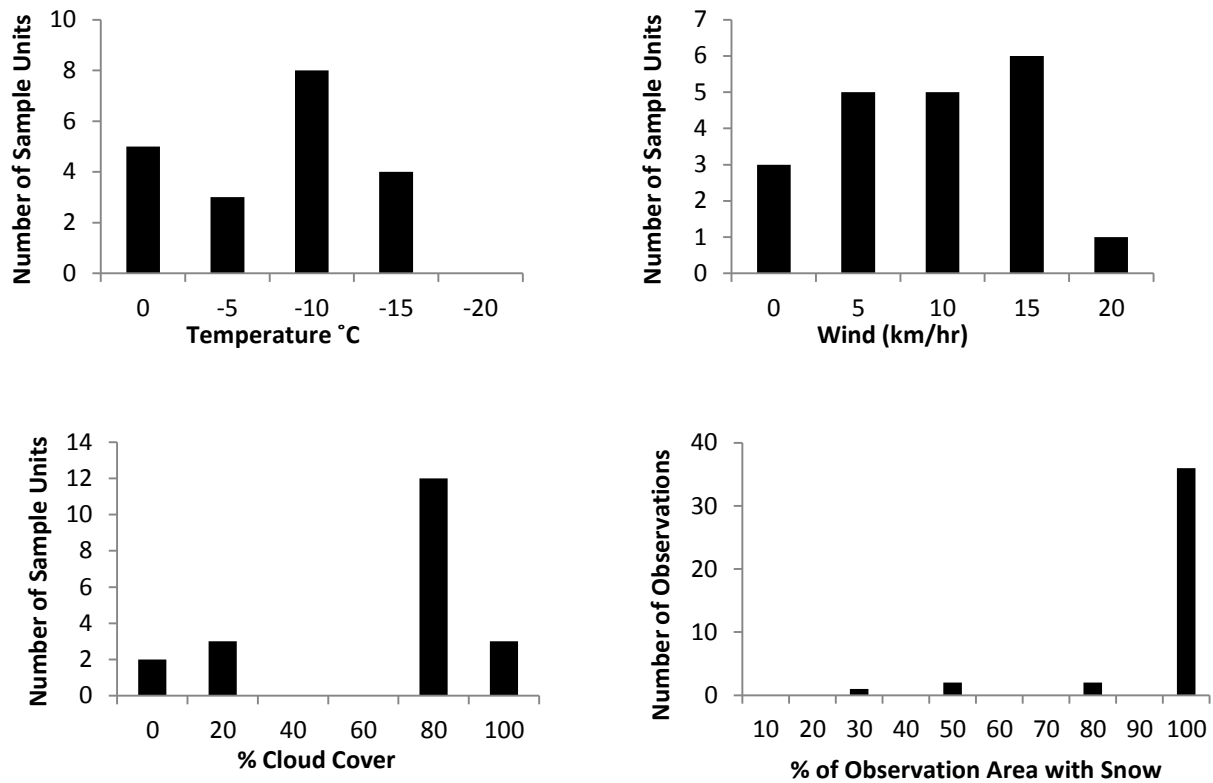 Number of Sample Units
10
8
6
4
2
0
0 -5 -10 -15 -20
Temperature ˚C
Number of Sample Units
7
6
5
4
3
2
1
0
0 5 10 15 20
Wind (km/hr)
Number of Sample Units
14
12
10
8
6
4
2
0
0 20 40 60 80 100
% Cloud Cover
Number of Observations
40
30
20
10
0
10 20 30 40 50 60 70 80 90 100
% of Observation Area with Snow